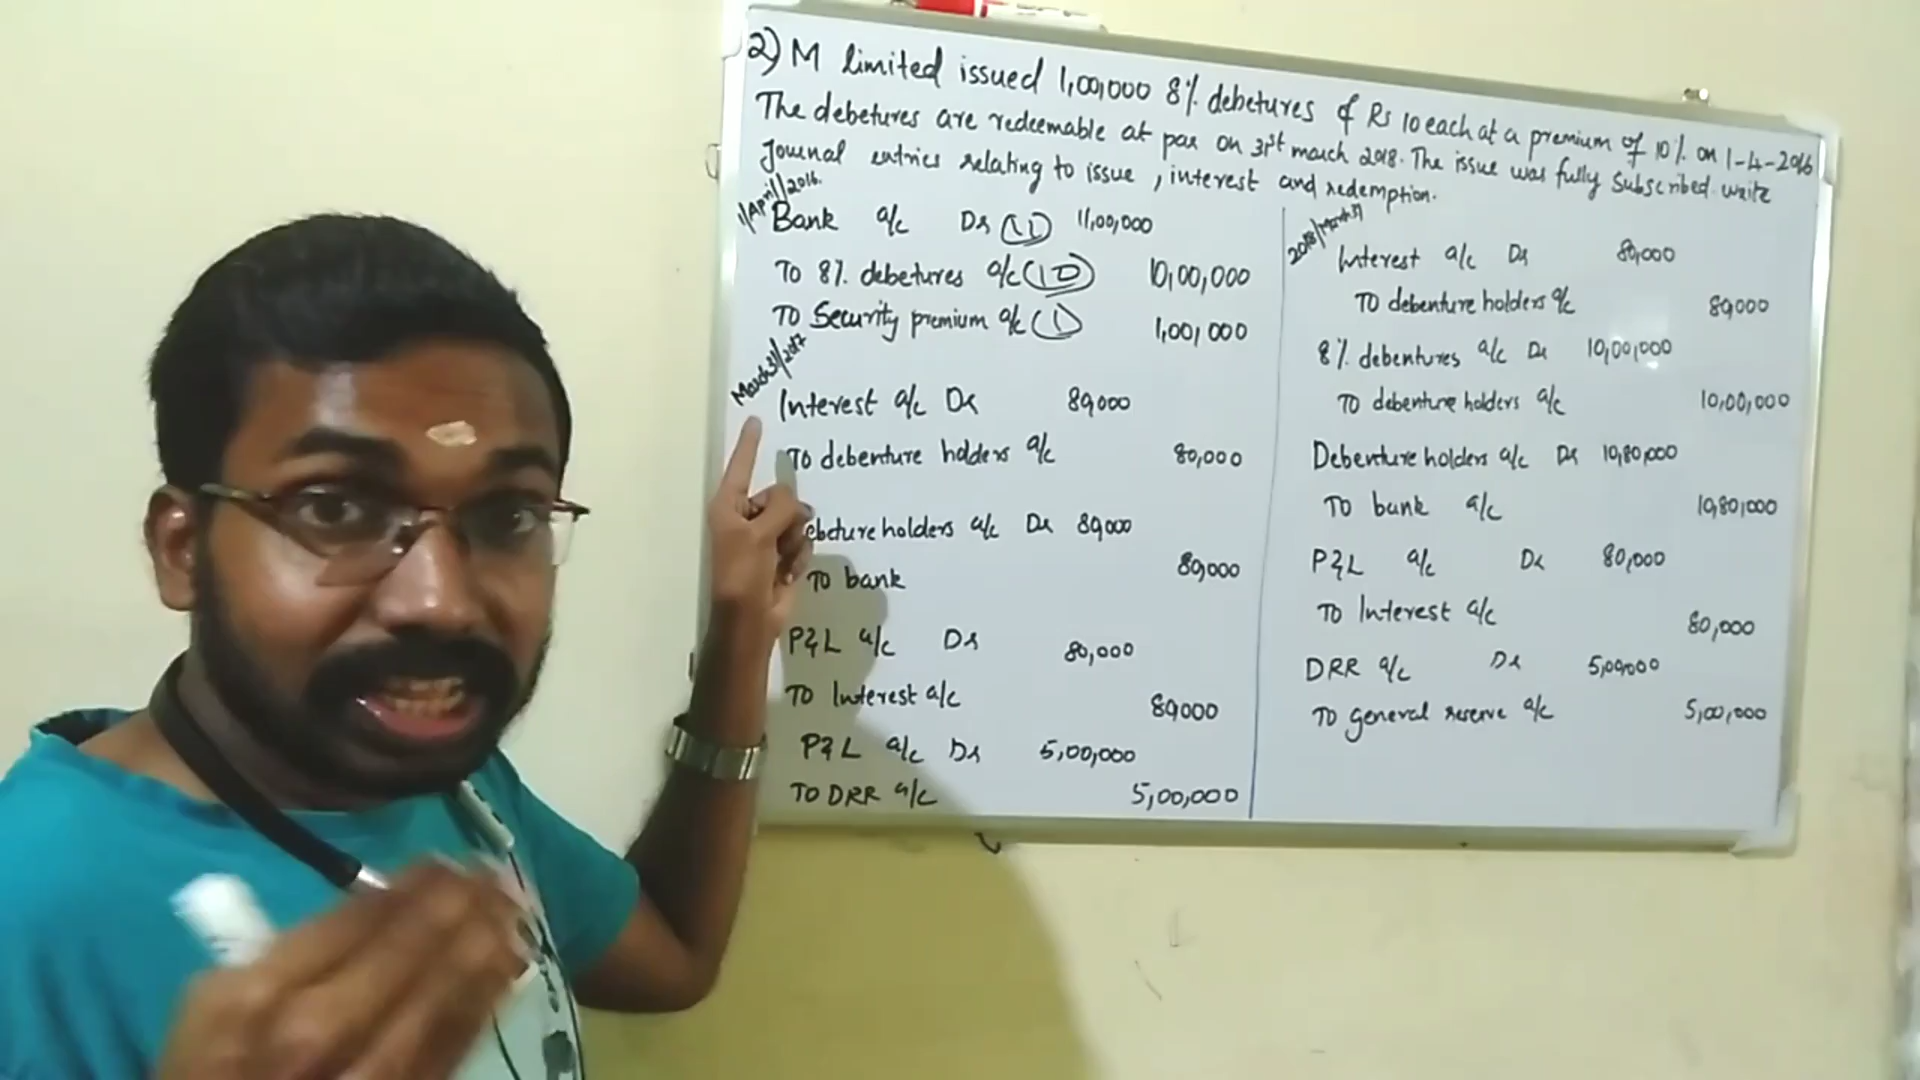 2) M limited issued 1,00,000 8% debetures of Rs 10 each at a premium of 10% on 1-4-2016
The debetures are redeemable at par on 31st march 2018. The issue was fully subscribed. write
Journal entries relating to issue, interest and redemption.
1/April/2016.
Bank a/c Dr (11) 11,00,000
To 8% debetures a/c (10) 10,00,000
To Security premium a/c (1) 1,00,000
March 31/2017
Interest a/c Dr 80,000
To debenture holders a/c 80,000
ebcture holders a/c Dr 80,000
To bank 80,000
P&L a/c Dr 80,000
To Interest a/c 80,000
P&L a/c Dr 5,00,000
To DRR a/c 5,00,000
2018/March 31
Interest a/c Dr 80,000
To debenture holders a/c 80,000
8% debentures a/c Dr 10,00,000
To debenture holders a/c 10,00,000
Debenture holders a/c Dr 10,80,000
To bank a/c 10,80,000
P&L a/c Dr 80,000
To Interest a/c 80,000
DRR a/c Dr 5,00,000
To general reserve a/c 5,00,000